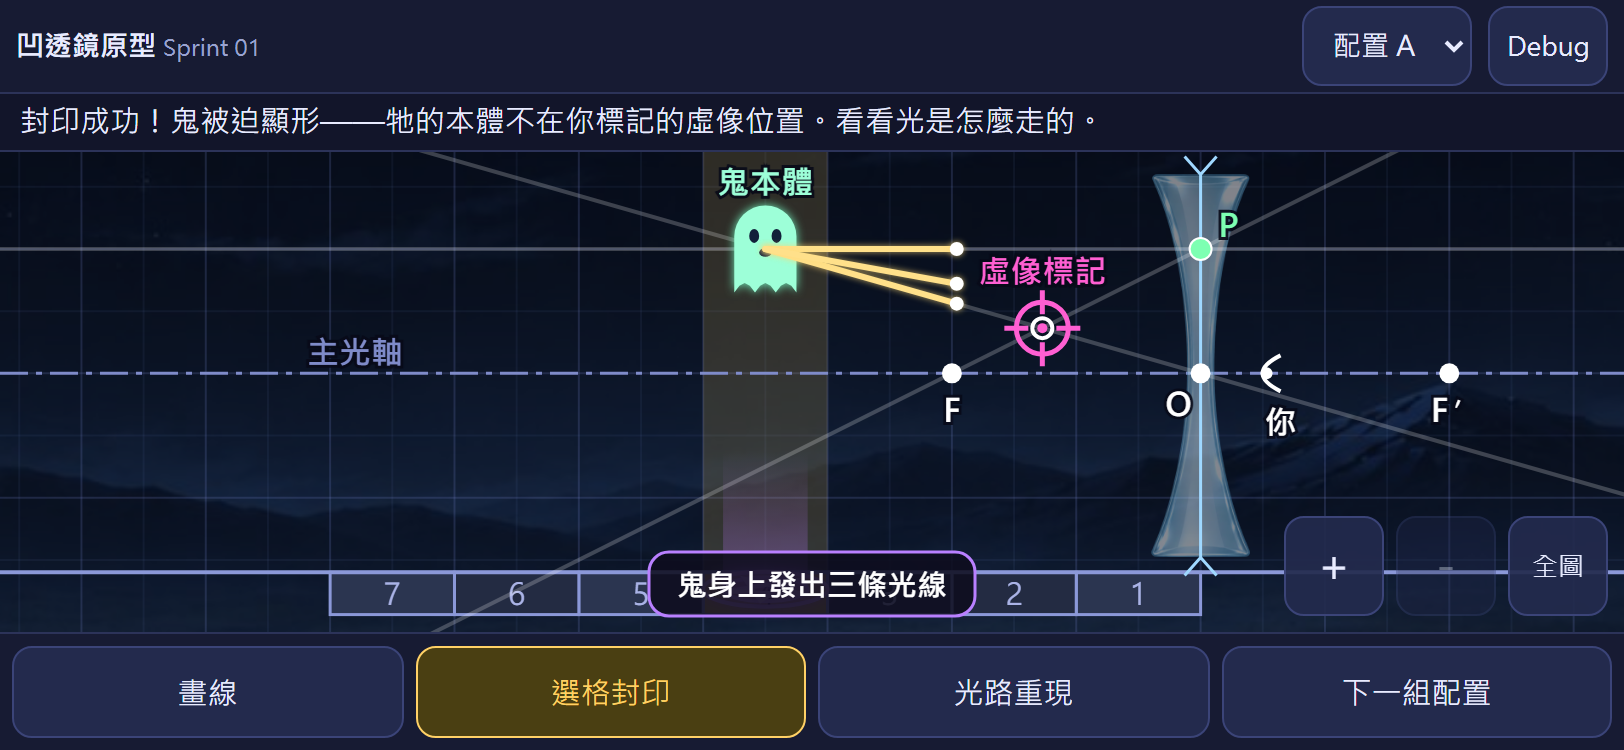 凹透鏡原型 Sprint 01
配置 A
Debug
封印成功！鬼被迫顯形——牠的本體不在你標記的虛像位置。看看光是怎麼走的。
鬼本體
P
虛像標記
主光軸
F
O
你
F′
+
-
全圖
7
6
5
2
1
鬼身上發出三條光線
畫線
選格封印
光路重現
下一組配置